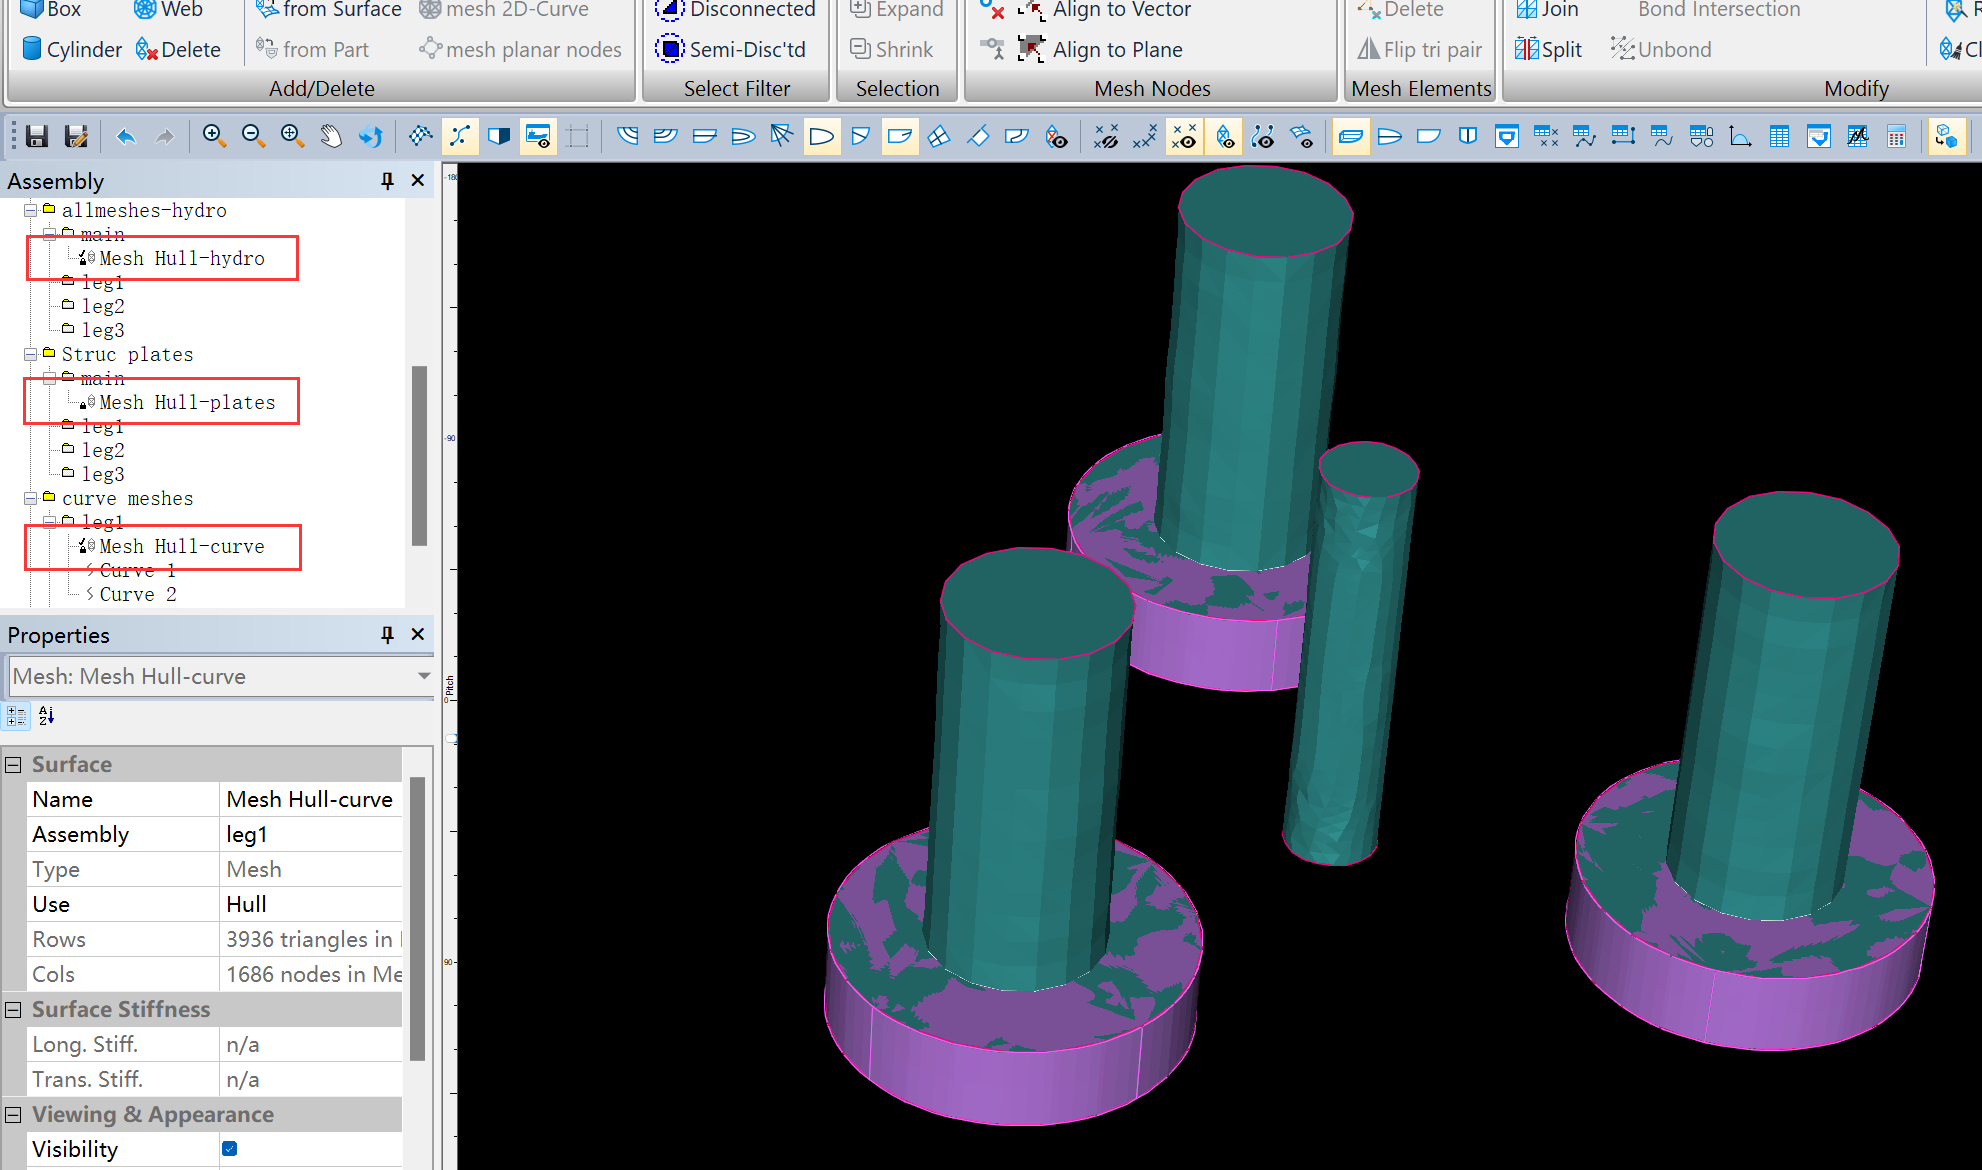 Box
Web
from Surface
mesh 2D-Curve
Disconnected
Expand
Align to Vector
Delete
Join
Bond Intersection
Cylinder
Delete
from Part
mesh planar nodes
Semi-Disc'td
Shrink
Align to Plane
Flip tri pair
Split
Unbond
Add/Delete
Select Filter
Selection
Mesh Nodes
Mesh Elements
Modify
Assembly
allmeshes-hydro
main
Mesh Hull-hydro
leg1
leg2
leg3
Struc plates
main
Mesh Hull-plates
leg1
leg2
leg3
curve meshes
leg1
Mesh Hull-curve
Curve 1
Curve 2
Properties
Mesh: Mesh Hull-curve
Surface
Name
Mesh Hull-curve
Assembly
leg1
Type
Mesh
Use
Hull
Rows
3936 triangles in
Cols
1686 nodes in Me
Surface Stiffness
Long. Stiff.
n/a
Trans. Stiff.
n/a
Viewing & Appearance
Visibility
-180
-90
Pitch
0
90